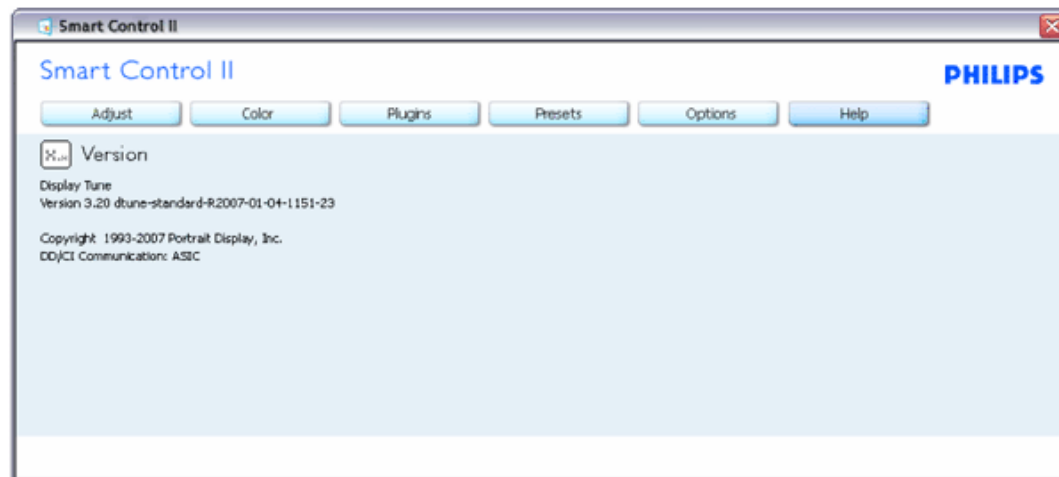 Smart Control II
Smart Control II
PHILIPS
Adjust Color Plugins Presets Options Help
Version
Display Tune
Version 3.20 dtune-standard-R2007-01-04-1151-23
Copyright 1993-2007 Portrait Display, Inc.
DD/CI Communication: ASIC